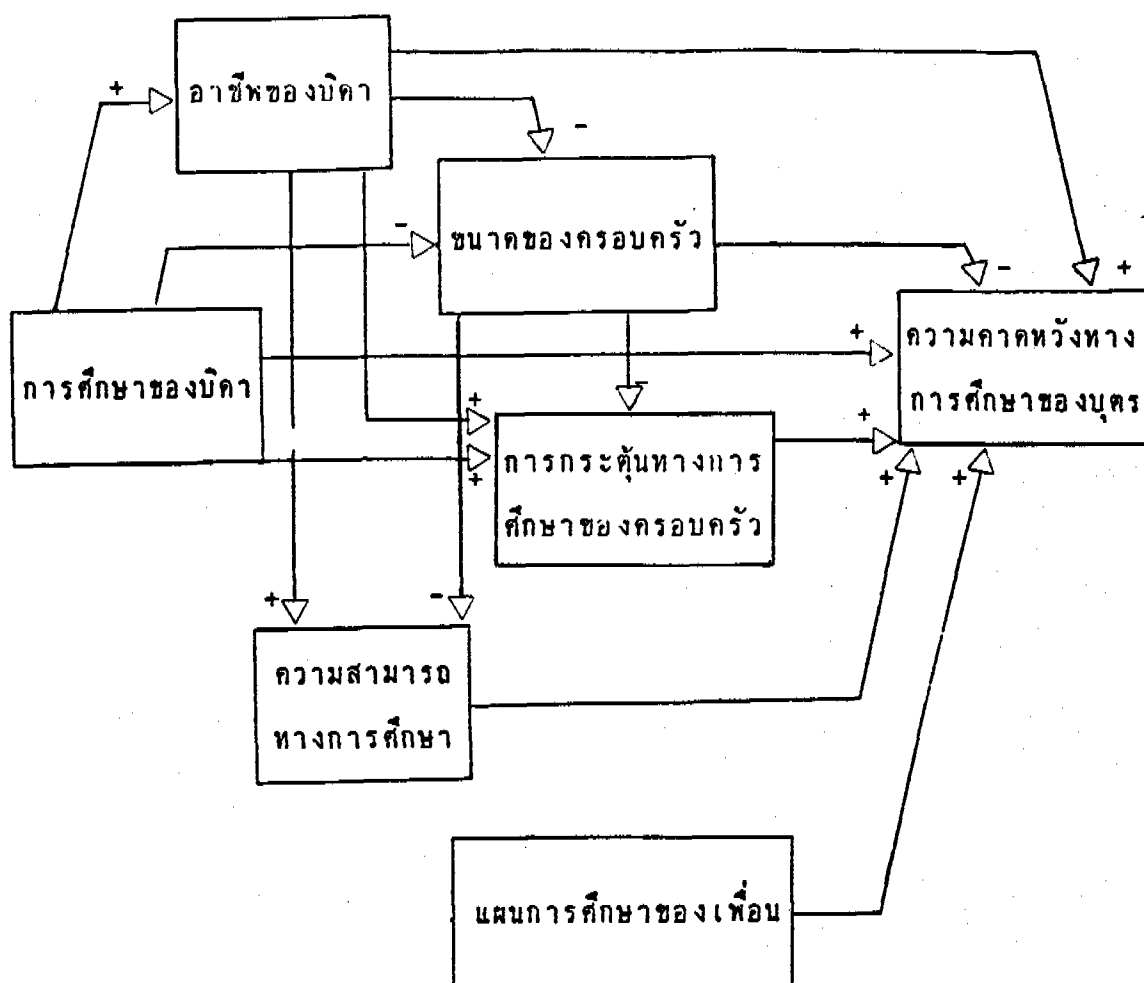 +
อาชีพของบิดา
-
-
ขนาดของครอบครัว
-
+
การศึกษาของบิดา
+
ความคาดหวังทาง
การศึกษาของบุตร
-
+
+
+
การกระตุ้นทางการ
ศึกษาของครอบครัว
+
+
+
-
ความสามารถ
ทางการศึกษา
แผนการศึกษาของเพื่อน